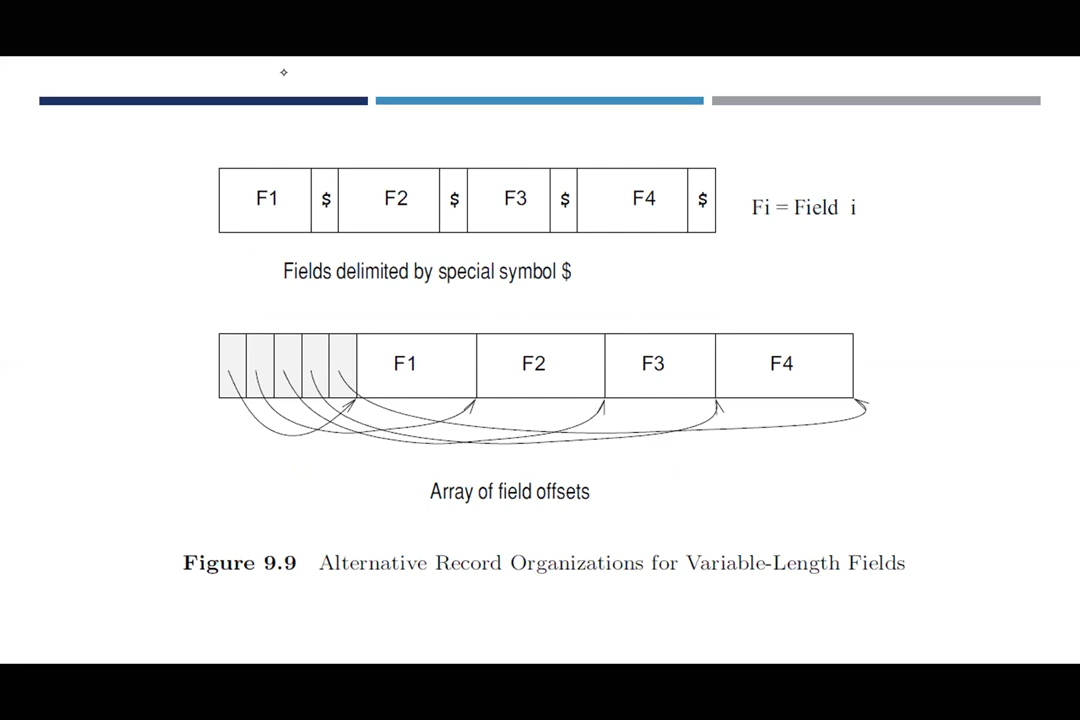 F1 $ F2 $ F3 $ F4 $
Fi = Field i
Fields delimited by special symbol $
F1 F2 F3 F4
Array of field offsets
Figure 9.9 Alternative Record Organizations for Variable-Length Fields